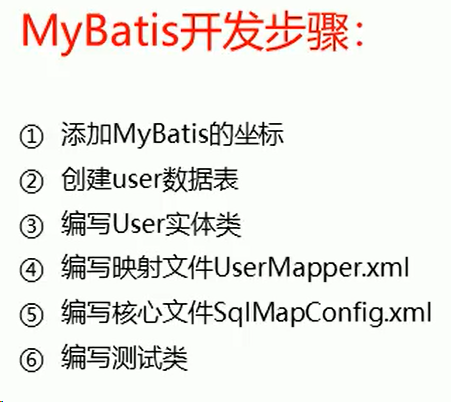 MyBatis开发步骤：
① 添加MyBatis的坐标
② 创建user数据表
③ 编写User实体类
④ 编写映射文件UserMapper.xml
⑤ 编写核心文件SqlMapConfig.xml
⑥ 编写测试类